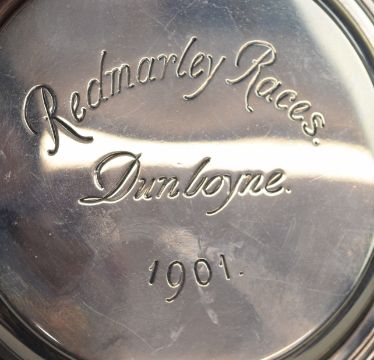 Redmarley Races.
Dunboyne.
1901.